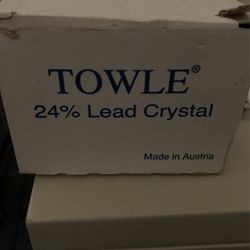 TOWLE®
24% Lead Crystal
Made in Austria